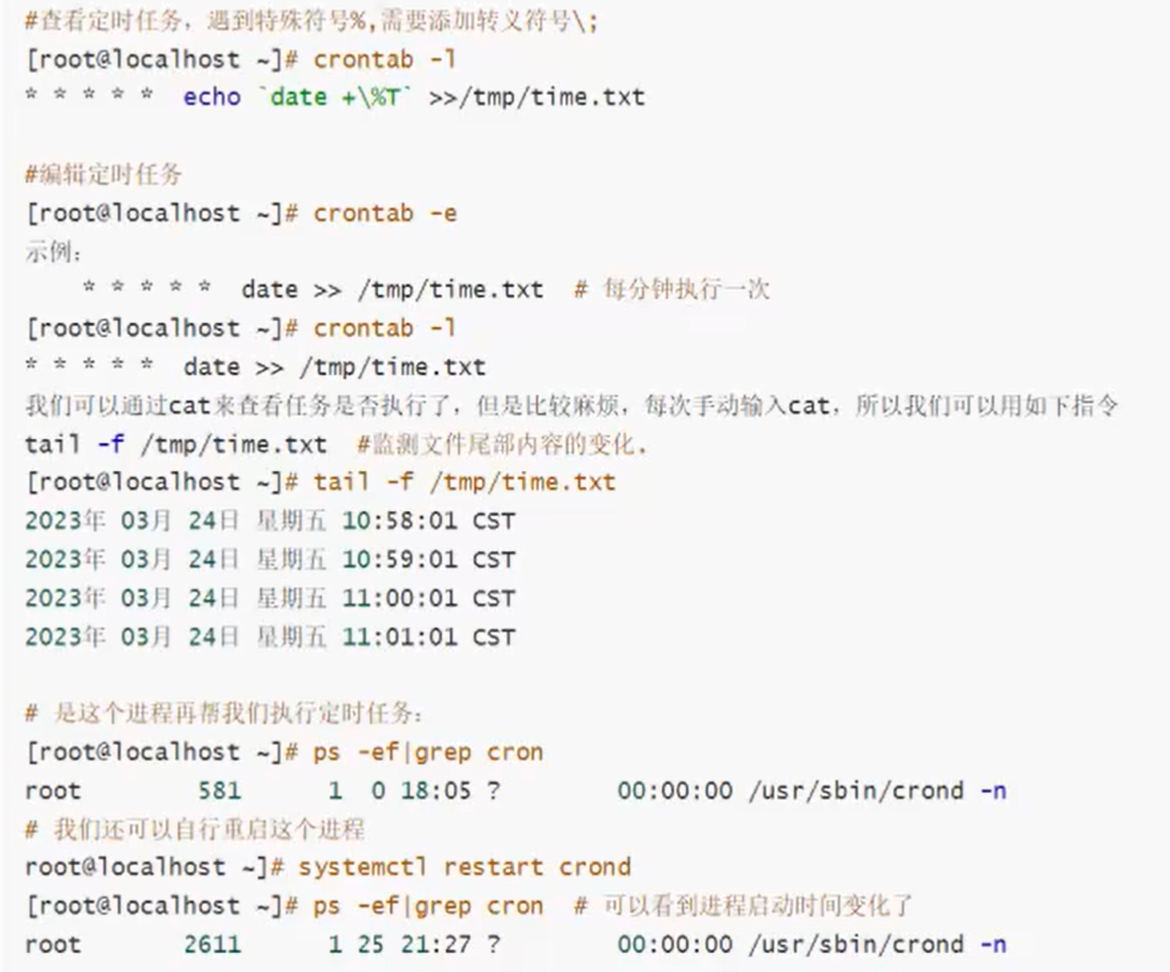 #查看定时任务，遇到特殊符号%,需要添加转义符号\;
[root@localhost ~]# crontab -l
* * * * *  echo `date +\%T` >>/tmp/time.txt
#编辑定时任务
[root@localhost ~]# crontab -e
示例：
* * * * *  date >> /tmp/time.txt  # 每分钟执行一次
[root@localhost ~]# crontab -l
* * * * *  date >> /tmp/time.txt
我们可以通过cat来查看任务是否执行了，但是比较麻烦，每次手动输入cat，所以我们可以用如下指令
tail -f /tmp/time.txt  #监测文件尾部内容的变化.
[root@localhost ~]# tail -f /tmp/time.txt
2023年 03月 24日 星期五 10:58:01 CST
2023年 03月 24日 星期五 10:59:01 CST
2023年 03月 24日 星期五 11:00:01 CST
2023年 03月 24日 星期五 11:01:01 CST
# 是这个进程再帮我们执行定时任务：
[root@localhost ~]# ps -ef|grep cron
root        581      1  0 18:05 ?        00:00:00 /usr/sbin/crond -n
# 我们还可以自行重启这个进程
root@localhost ~]# systemctl restart crond
[root@localhost ~]# ps -ef|grep cron  # 可以看到进程启动时间变化了
root       2611      1 25 21:27 ?        00:00:00 /usr/sbin/crond -n